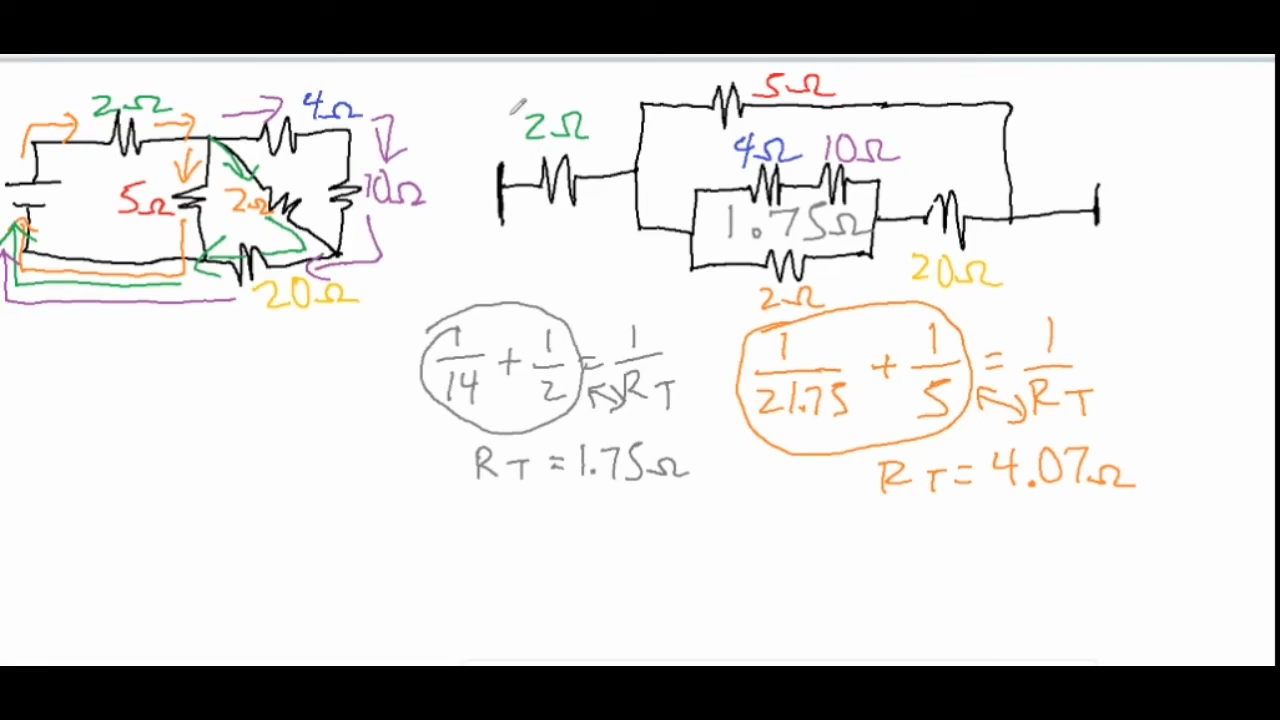 2Ω 4Ω
5Ω 2Ω 10Ω
20Ω
5Ω
2Ω 4Ω 10Ω
1.75Ω
20Ω
2Ω
1/14 + 1/2 = 1/RT
RT = 1.75Ω
1/21.75 + 1/5 = 1/RT
RT = 4.07Ω